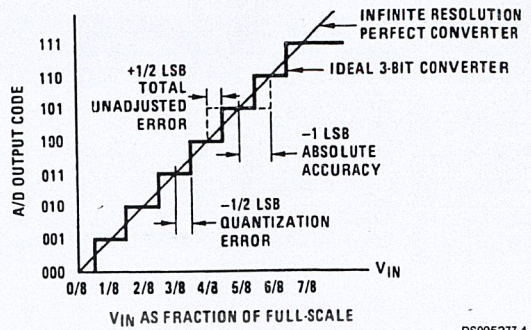 INFINITE RESOLUTION
PERFECT CONVERTER
IDEAL 3-BIT CONVERTER
+1/2 LSB
TOTAL
UNADJUSTED
ERROR
-1 LSB
ABSOLUTE
ACCURACY
-1/2 LSB
QUANTIZATION
ERROR
A/D OUTPUT CODE
111
110
101
100
011
010
001
000
0/8 1/8 2/8 3/8 4/8 5/8 6/8 7/8
VIN
VIN AS FRACTION OF FULL-SCALE